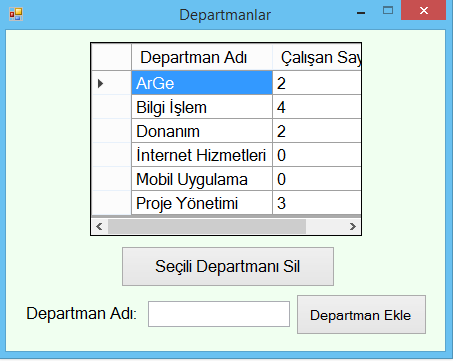 Departmanlar
Departman Adı Çalışan Say
ArGe 2
Bilgi İşlem 4
Donanım 2
İnternet Hizmetleri 0
Mobil Uygulama 0
Proje Yönetimi 3
Seçili Departmanı Sil
Departman Adı: Departman Ekle